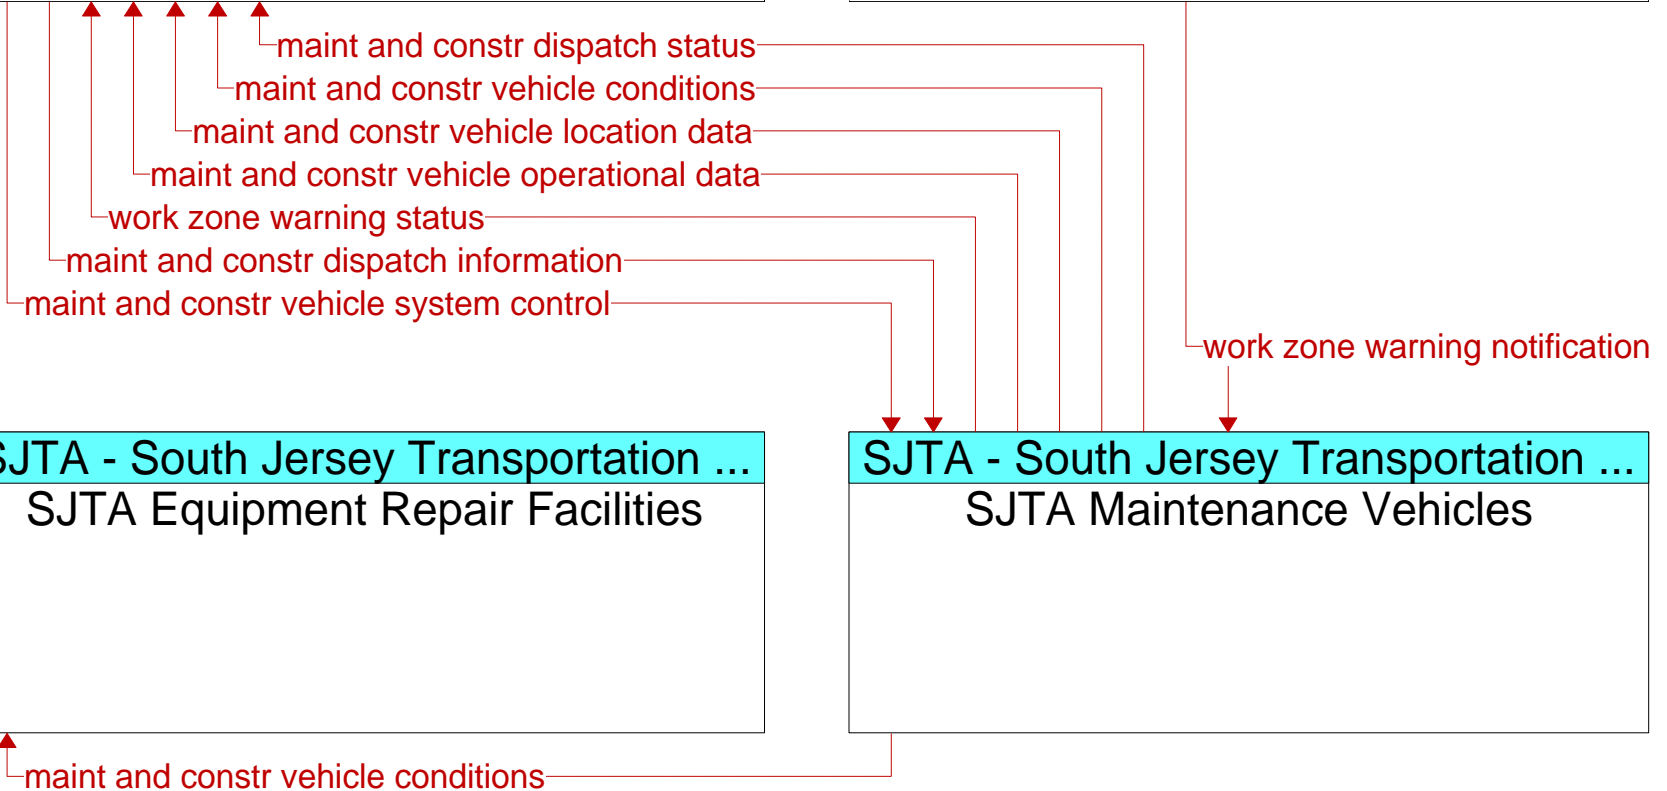 maint and constr dispatch status
maint and constr vehicle conditions
maint and constr vehicle location data
maint and constr vehicle operational data
work zone warning status
maint and constr dispatch information
maint and constr vehicle system control
work zone warning notification
SJTA - South Jersey Transportation ...
SJTA Equipment Repair Facilities
SJTA - South Jersey Transportation ...
SJTA Maintenance Vehicles
maint and constr vehicle conditions